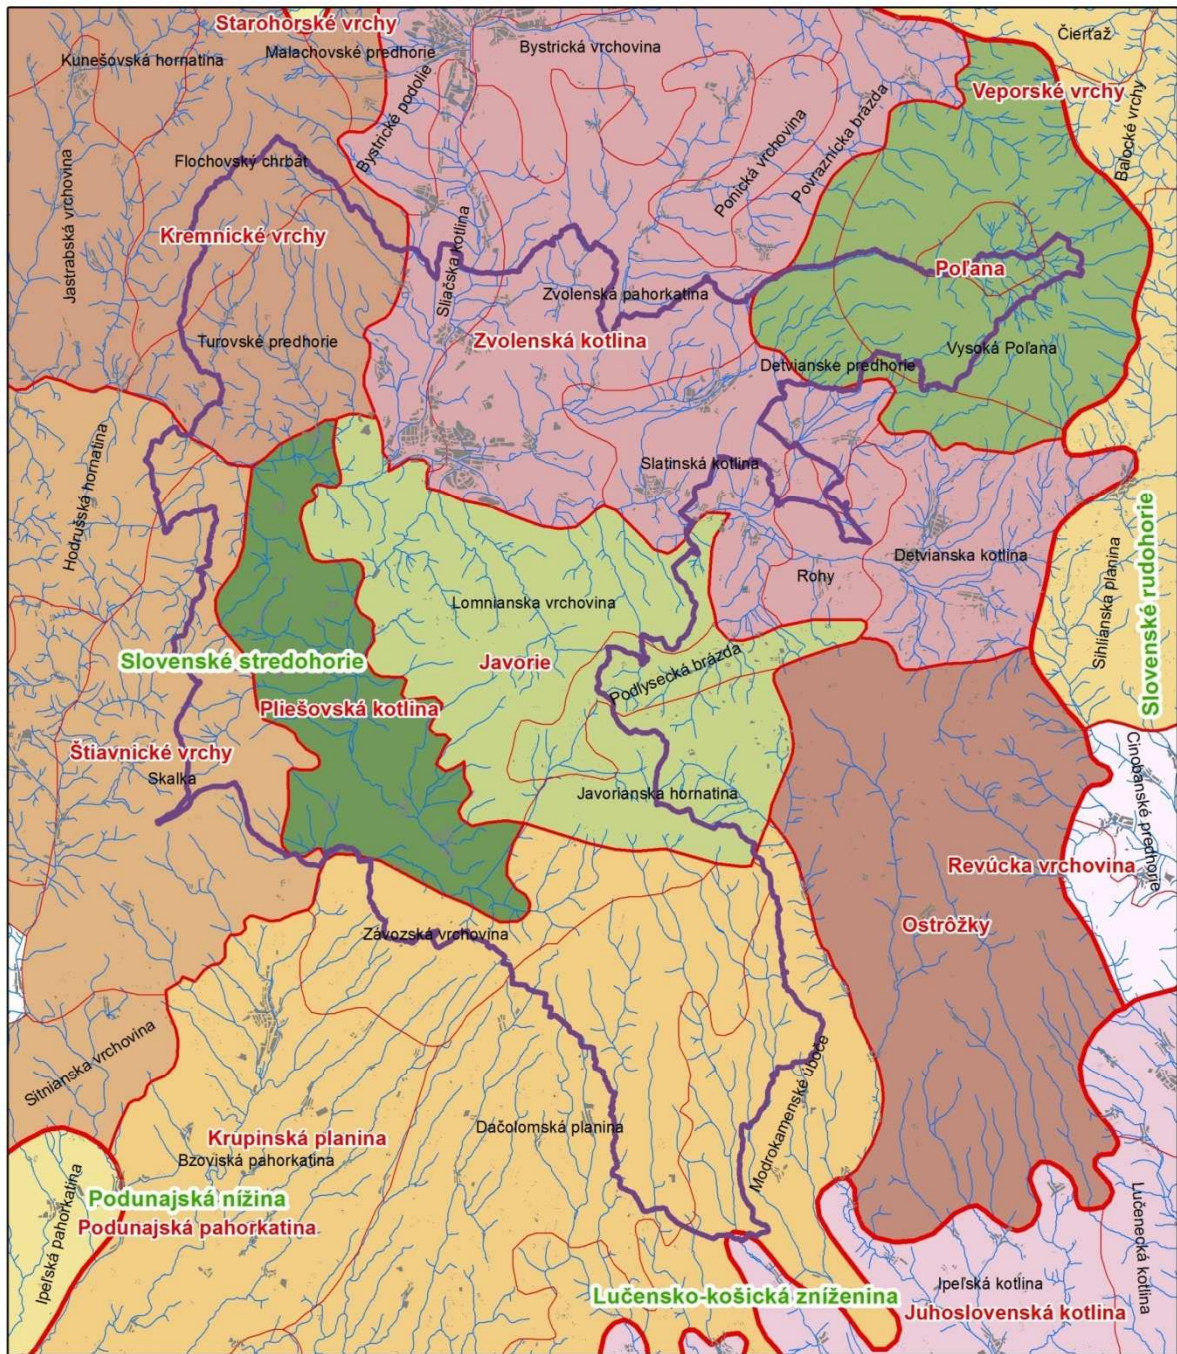 Starohorské vrchy
Čierťaž
Bystrická vrchovina
Malachovské predhorie
Kunešovská hornatina
Veporské vrchy
Bystrické podolie
Povraznícka brázda
Balocké vrchy
Flochovský chrbát
Ponická vrchovina
Jastrabská vrchovina
Kremnické vrchy
Sliačska kotlina
Poľana
Zvolenská pahorkatina
Turovské predhorie
Zvolenská kotlina
Vysoká Poľana
Detvianske predhorie
Slatinská kotlina
Hodrušská hornatina
Detvianska kotlina
Rohy
Slovenské rudohorie
Sihlianska planina
Lomnianska vrchovina
Slovenské stredohorie
Javorie
Podlysecká brázda
Pliešovská kotlina
Štiavnické vrchy
Skalka
Javorianska hornatina
Cinobanské predhorie
Revúcka vrchovina
Ostrôžky
Závozská vrchovina
Sitnianska vrchovina
Modrokamenské úbočie
Dačolomská planina
Krupinská planina
Bzovíska pahorkatina
Podunajská nížina
Podunajská pahorkatina
Ipeľská pahorkatina
Lučenecká kotlina
Lučensko-košická zníženina
Ipeľská kotlina
Juhoslovenská kotlina